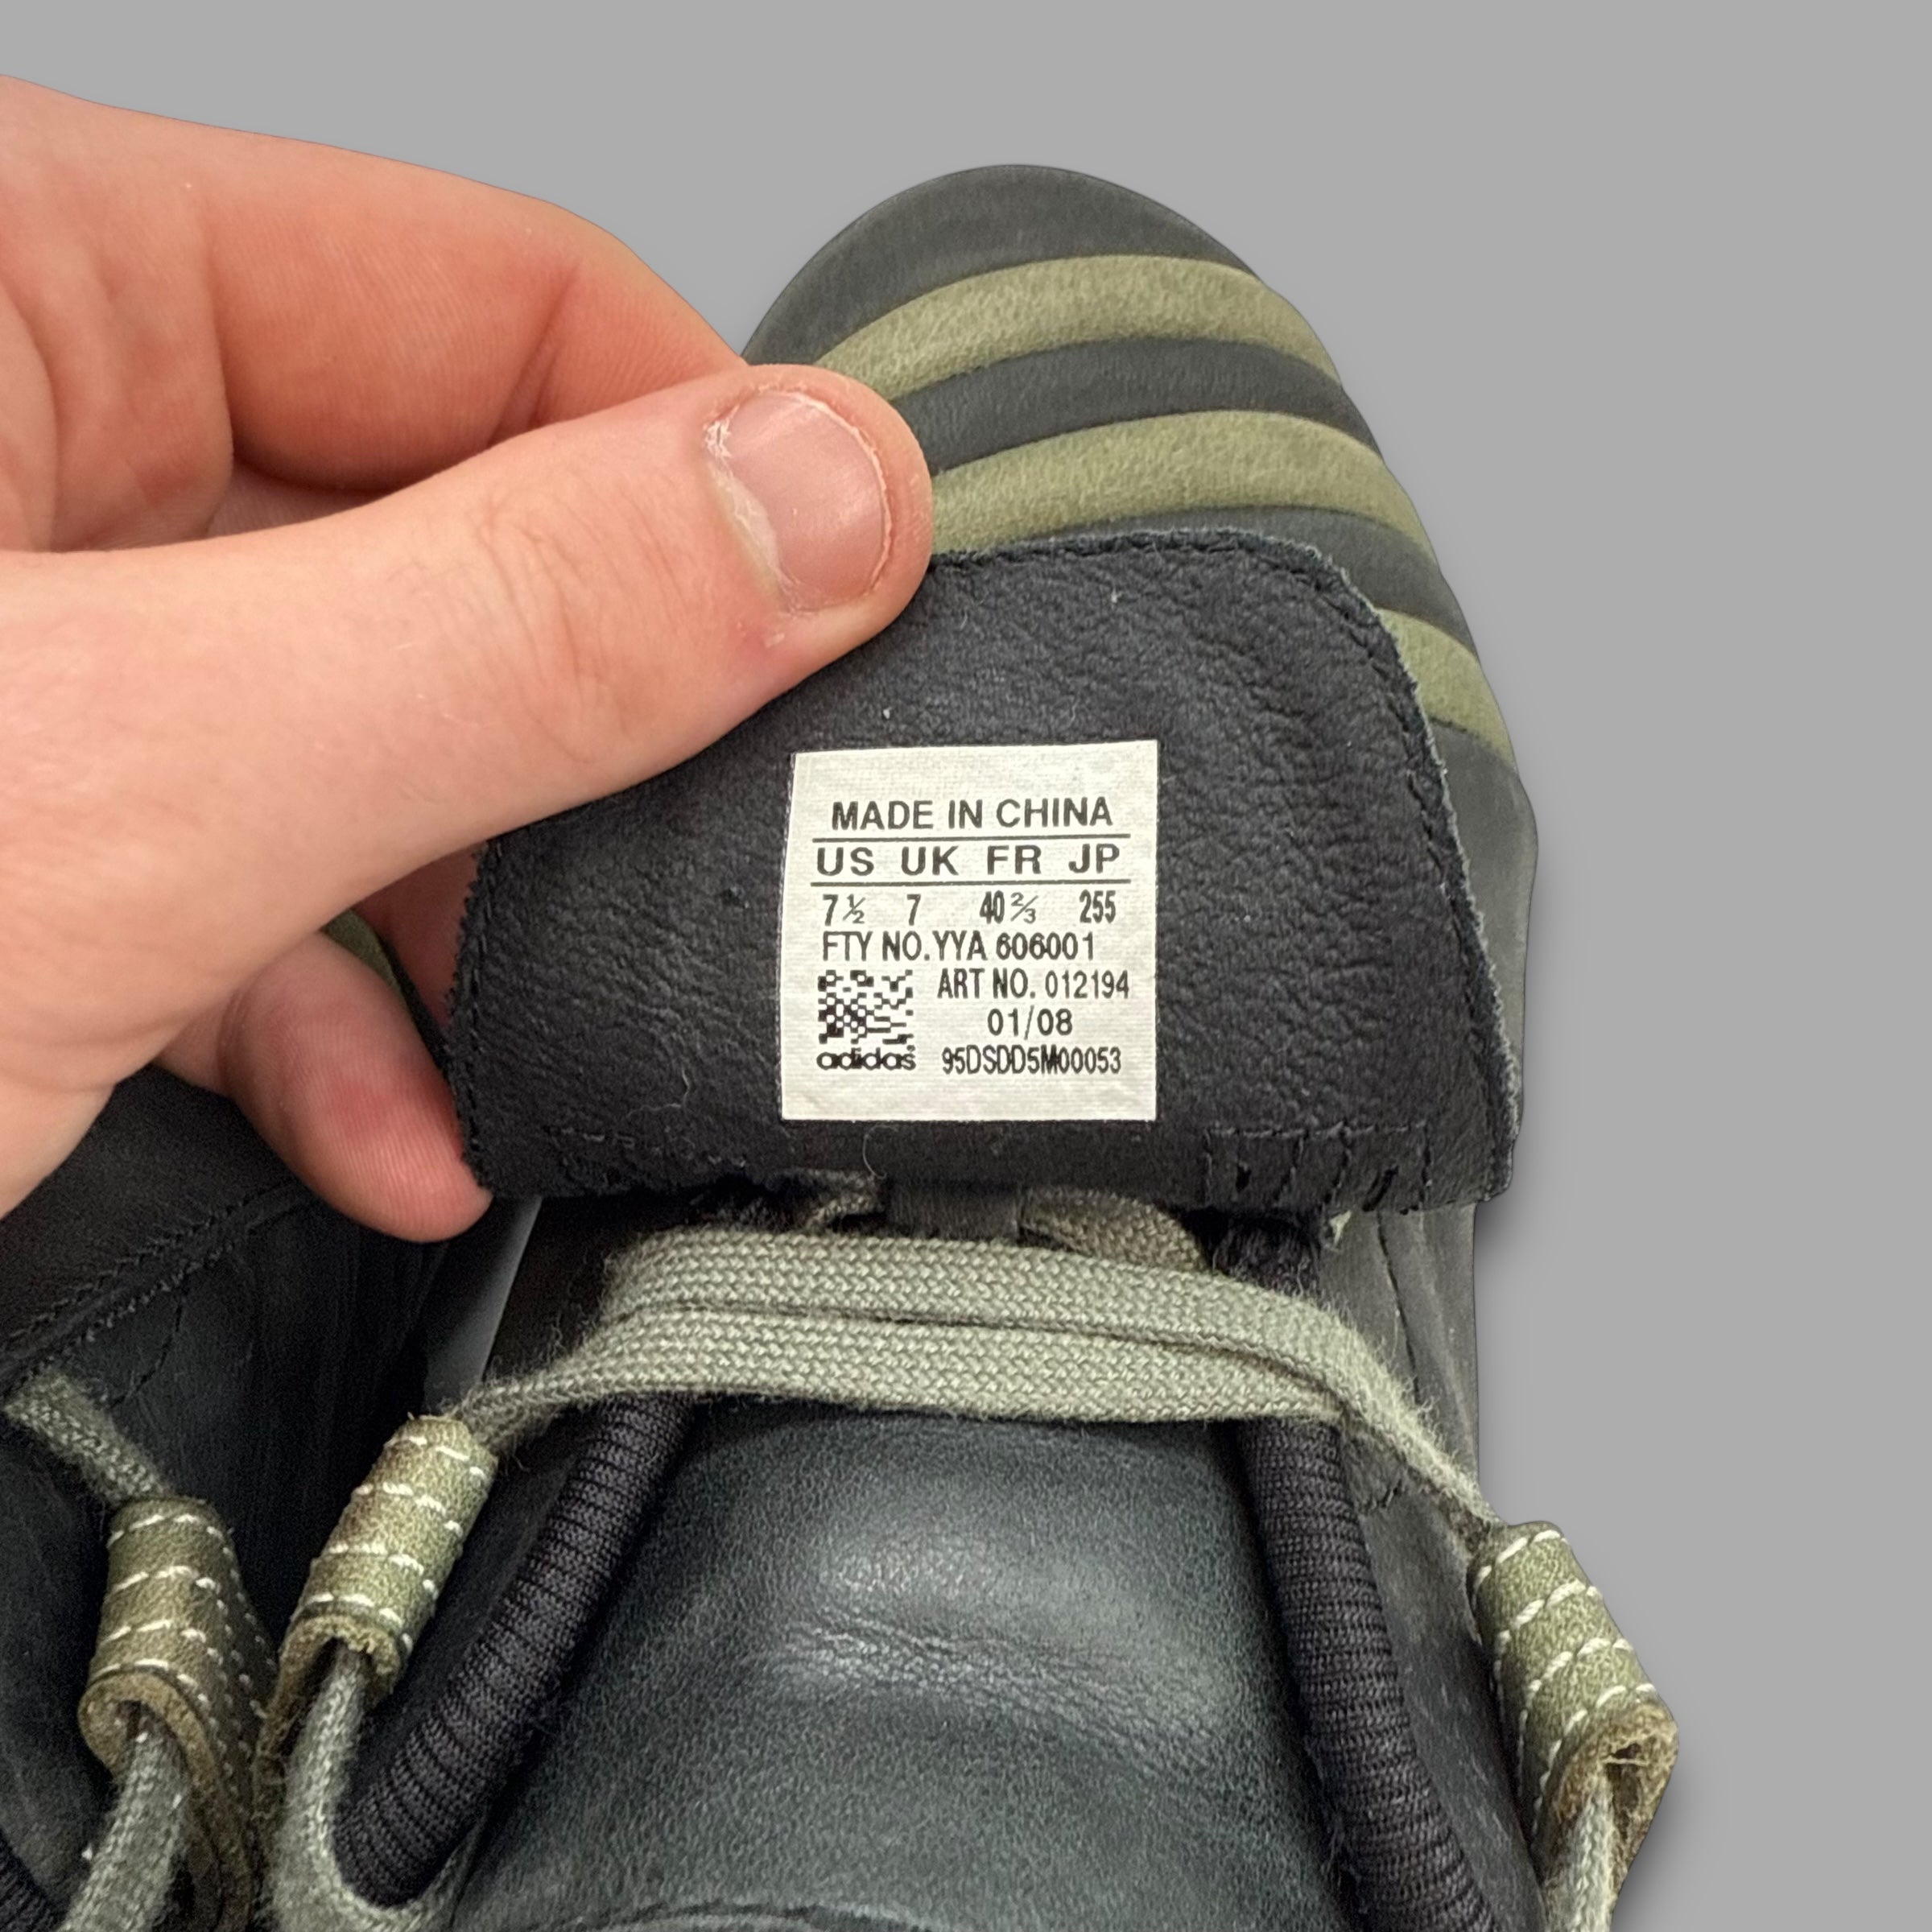 MADE IN CHINA
US UK FR JP
7½ 7 40⅔ 255
FTY NO.YYA 606001
ART NO. 012194
01/08
adidas 95DSDD5M00053